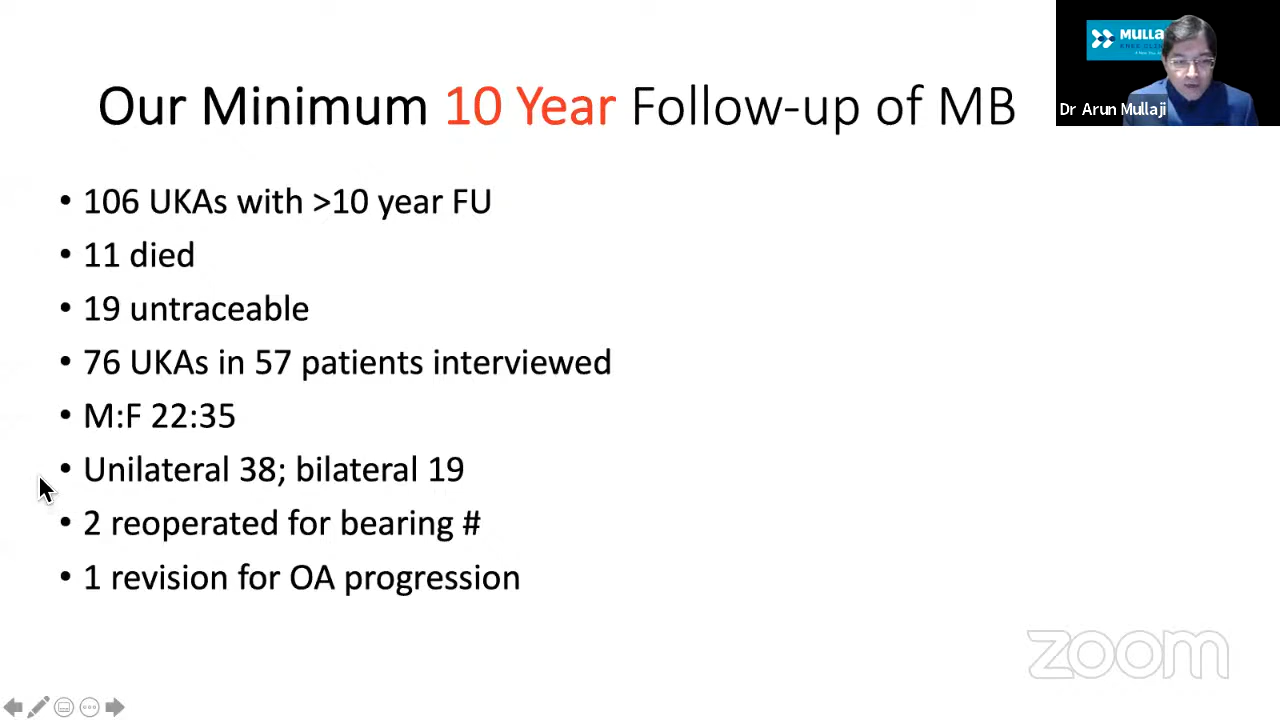 MULLA
Dr Arun Mullaji
Our Minimum 10 Year Follow-up of MB
• 106 UKAs with >10 year FU
• 11 died
• 19 untraceable
• 76 UKAs in 57 patients interviewed
• M:F 22:35
• Unilateral 38; bilateral 19
• 2 reoperated for bearing #
• 1 revision for OA progression
zoom